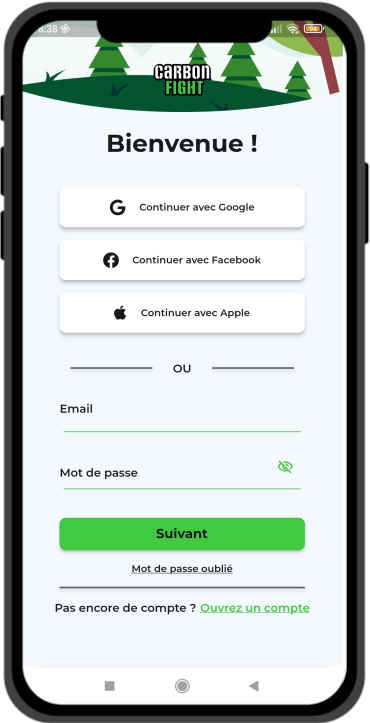 8:38
CARBON
FIGHT
Bienvenue !
Continuer avec Google
Continuer avec Facebook
Continuer avec Apple
OU
Email
Mot de passe
Suivant
Mot de passe oublié
Pas encore de compte ? Ouvrez un compte